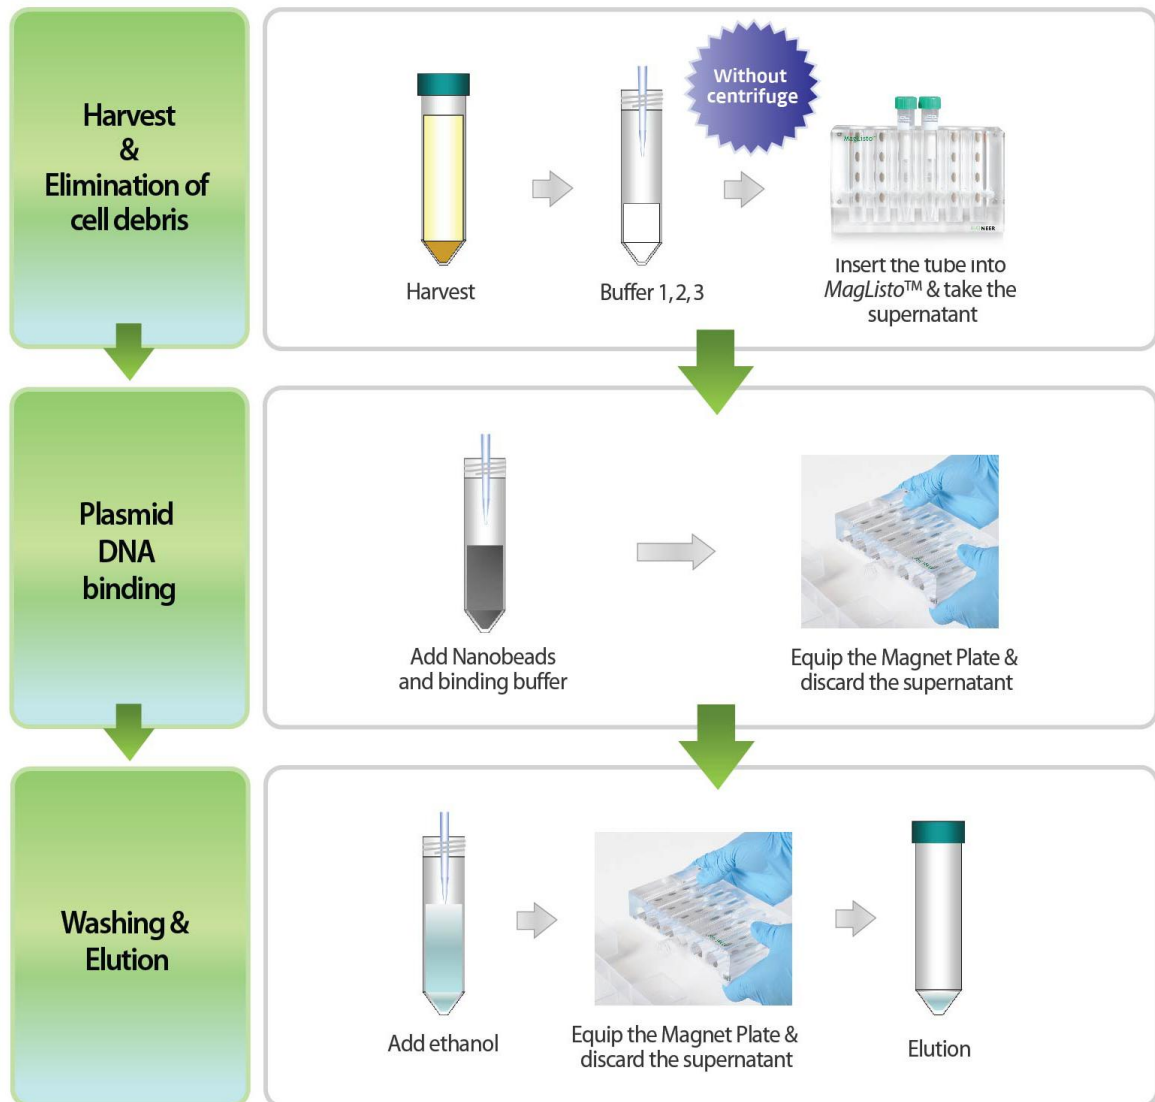 Harvest
&
Elimination of
cell debris
Without
centrifuge
MagListo™
BIONEER
Harvest
Buffer 1, 2, 3
Insert the tube into
MagListo™ & take the
supernatant
Plasmid
DNA
binding
Add Nanobeads
and binding buffer
Equip the Magnet Plate &
discard the supernatant
Washing &
Elution
Add ethanol
Equip the Magnet Plate &
discard the supernatant
Elution